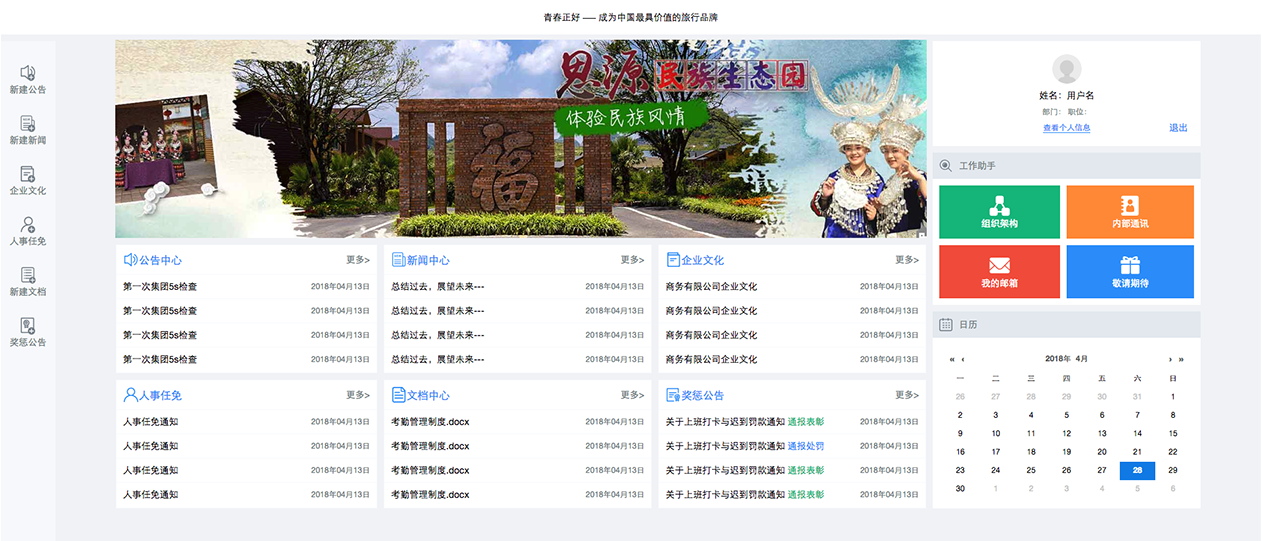 青春正好 —— 成为中国最具价值的旅行品牌
新建公告
新建新闻
企业文化
人事任免
新建文档
奖惩公告
思源民族生态园
体验民族风情
福
公告中心 更多>
第一次集团5s检查 2018年04月13日
第一次集团5s检查 2018年04月13日
第一次集团5s检查 2018年04月13日
第一次集团5s检查 2018年04月13日
新闻中心 更多>
总结过去，展望未来--- 2018年04月13日
总结过去，展望未来--- 2018年04月13日
总结过去，展望未来--- 2018年04月13日
总结过去，展望未来--- 2018年04月13日
企业文化 更多>
商务有限公司企业文化 2018年04月13日
商务有限公司企业文化 2018年04月13日
商务有限公司企业文化 2018年04月13日
商务有限公司企业文化 2018年04月13日
人事任免 更多>
人事任免通知 2018年04月13日
人事任免通知 2018年04月13日
人事任免通知 2018年04月13日
人事任免通知 2018年04月13日
文档中心 更多>
考勤管理制度.docx 2018年04月13日
考勤管理制度.docx 2018年04月13日
考勤管理制度.docx 2018年04月13日
考勤管理制度.docx 2018年04月13日
奖惩公告 更多>
关于上班打卡与迟到罚款通知 通报表彰 2018年04月13日
关于上班打卡与迟到罚款通知 通报处罚 2018年04月13日
关于上班打卡与迟到罚款通知 通报表彰 2018年04月13日
关于上班打卡与迟到罚款通知 通报表彰 2018年04月13日
姓名：用户名
部门： 职位：
查看个人信息 退出
工作助手
组织架构 内部通讯
我的邮箱 敬请期待
日历
« ‹ 2018年 4月 › »
一 二 三 四 五 六 日
26 27 28 29 30 31 1
2 3 4 5 6 7 8
9 10 11 12 13 14 15
16 17 18 19 20 21 22
23 24 25 26 27 28 29
30 1 2 3 4 5 6